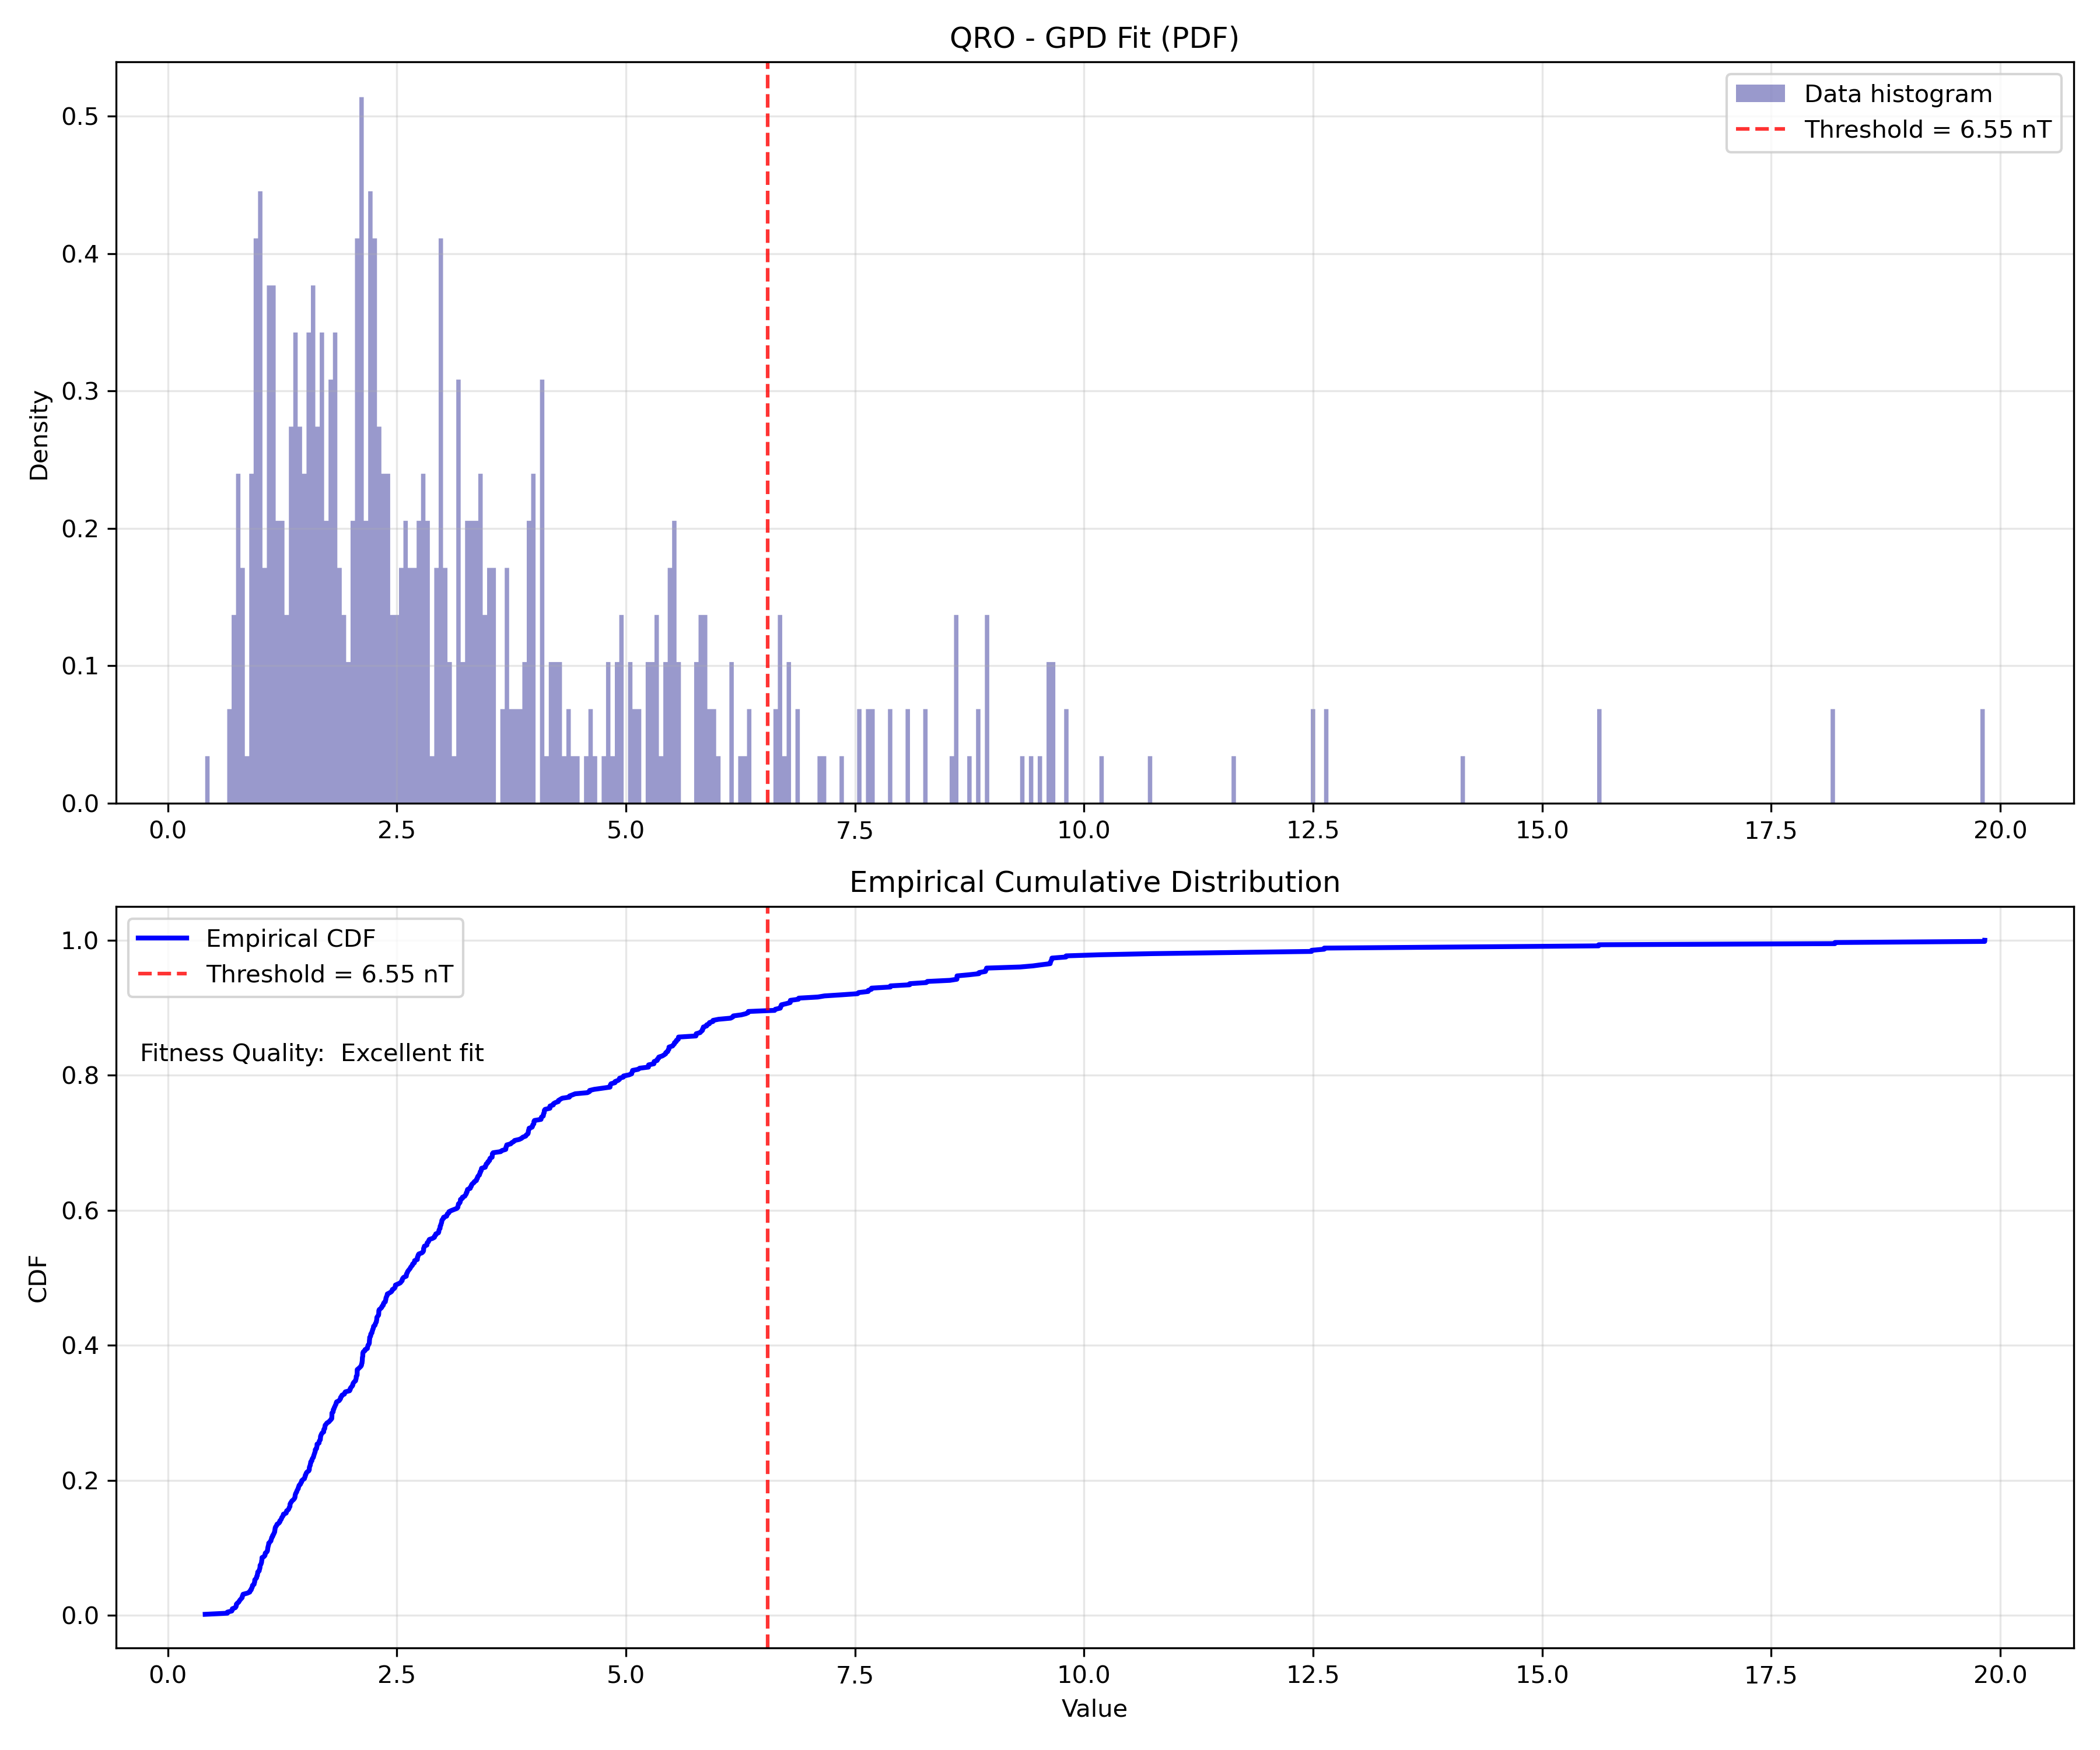 QRO - GPD Fit (PDF)
Data histogram
Threshold = 6.55 nT
Density
0.5
0.4
0.3
0.2
0.1
0.0
0.0 2.5 5.0 7.5 10.0 12.5 15.0 17.5 20.0
Empirical Cumulative Distribution
Empirical CDF
Threshold = 6.55 nT
Fitness Quality:  Excellent fit
CDF
1.0
0.8
0.6
0.4
0.2
0.0
0.0 2.5 5.0 7.5 10.0 12.5 15.0 17.5 20.0
Value